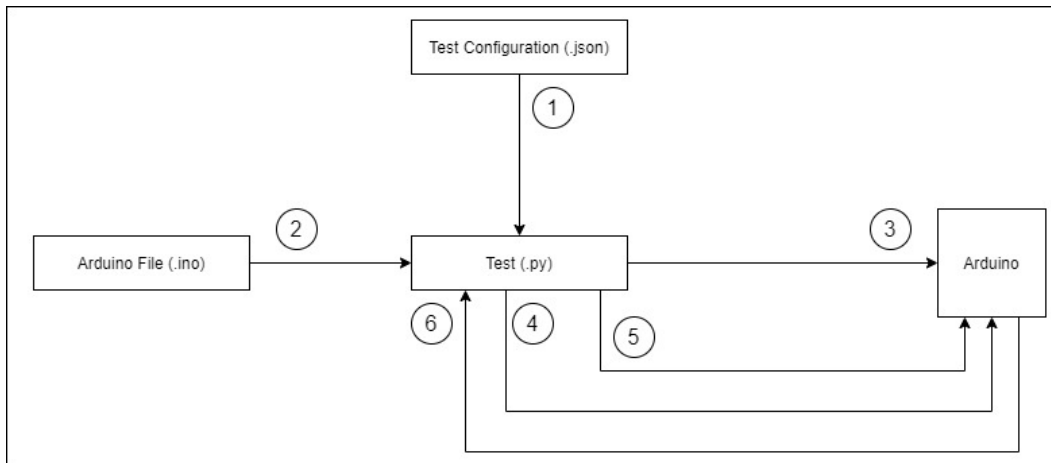 Test Configuration (.json)
1
2
3
Arduino File (.ino)
Test (.py)
Arduino
6
4
5